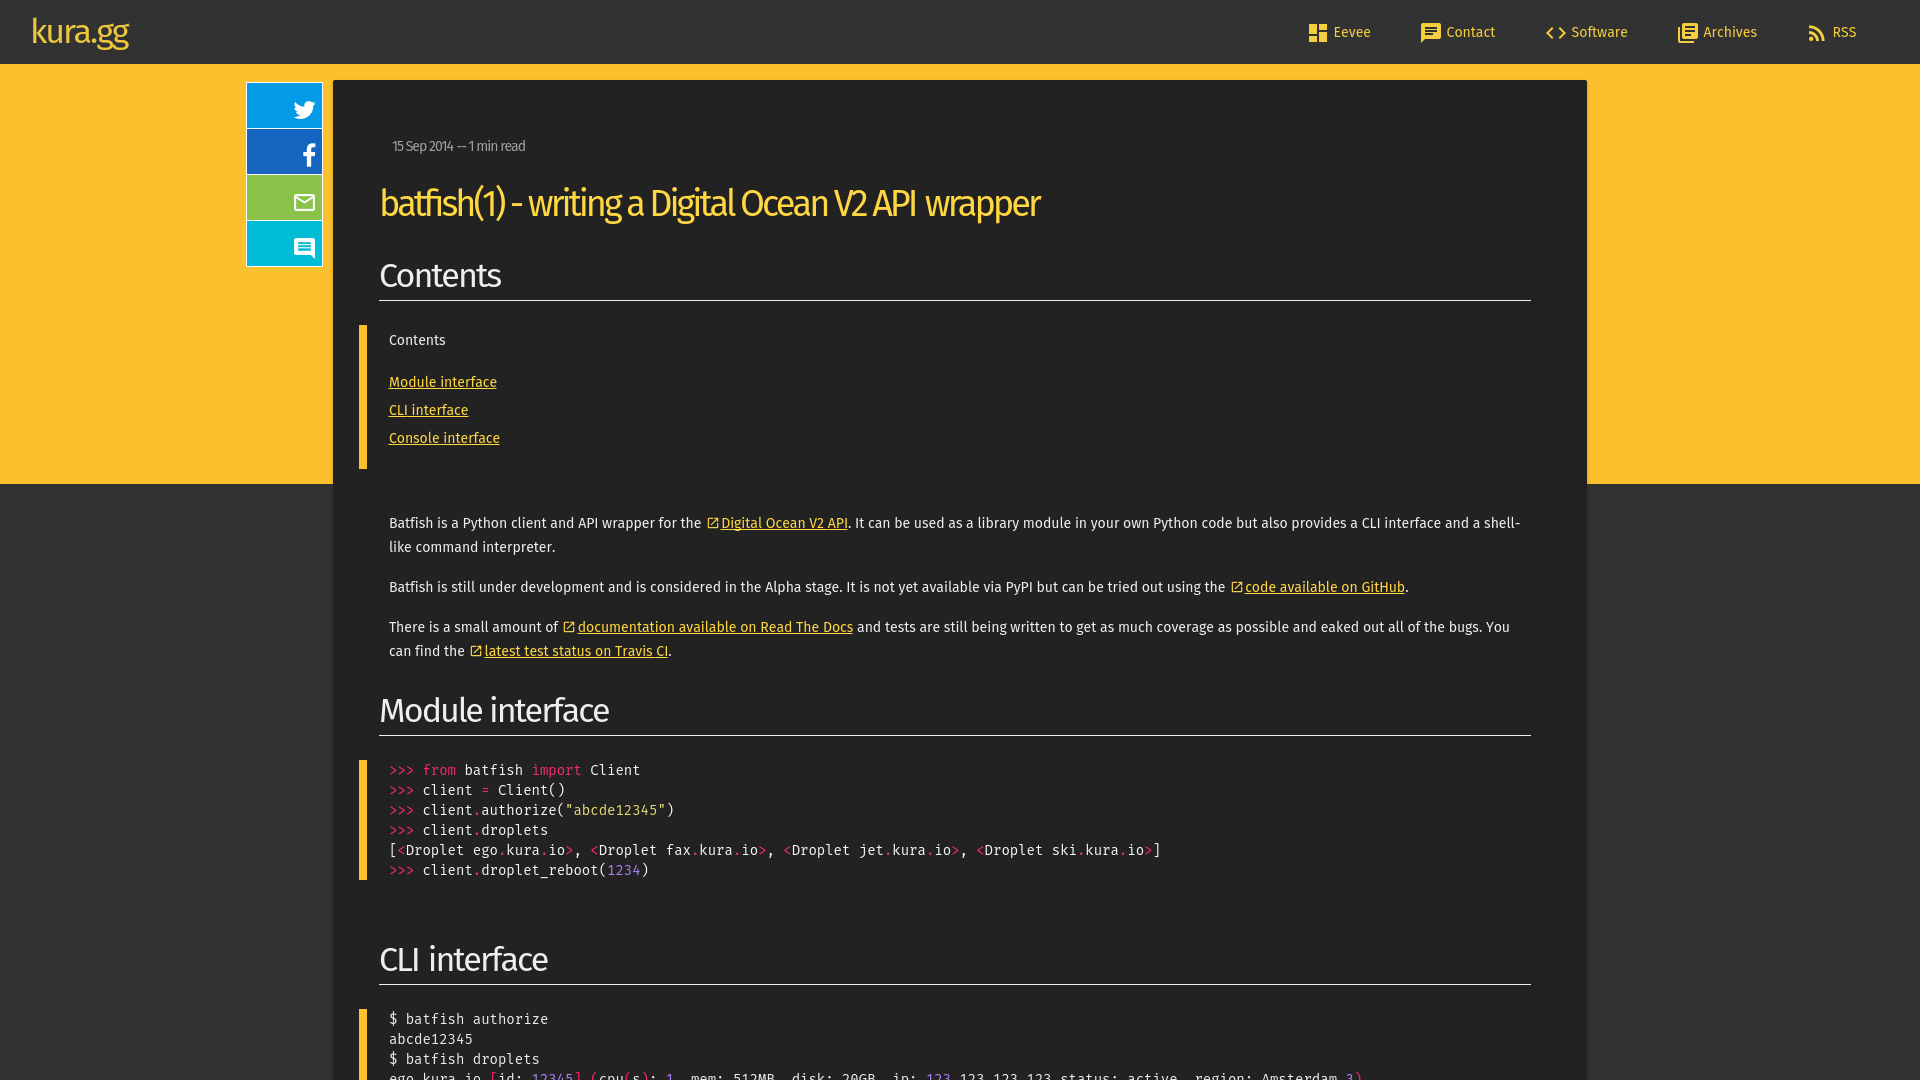 kura.gg
Eevee
Contact
Software
Archives
RSS
15 Sep 2014 -- 1 min read
batfish(1) - writing a Digital Ocean V2 API wrapper
Contents
Contents
Module interface
CLI interface
Console interface
Batfish is a Python client and API wrapper for the Digital Ocean V2 API. It can be used as a library module in your own Python code but also provides a CLI interface and a shell-
like command interpreter.
Batfish is still under development and is considered in the Alpha stage. It is not yet available via PyPI but can be tried out using the code available on GitHub.
There is a small amount of documentation available on Read The Docs and tests are still being written to get as much coverage as possible and eaked out all of the bugs. You
can find the latest test status on Travis CI.
Module interface
>>> from batfish import Client
>>> client = Client()
>>> client.authorize("abcde12345")
>>> client.droplets
[<Droplet ego.kura.io>, <Droplet fax.kura.io>, <Droplet jet.kura.io>, <Droplet ski.kura.io>]
>>> client.droplet_reboot(1234)
CLI interface
$ batfish authorize
abcde12345
$ batfish droplets
ego.kura.io [id: 12345] (cpu(s): 1, mem: 512MB, disk: 20GB, ip: 123.123.123.123 status: active, region: Amsterdam 3)